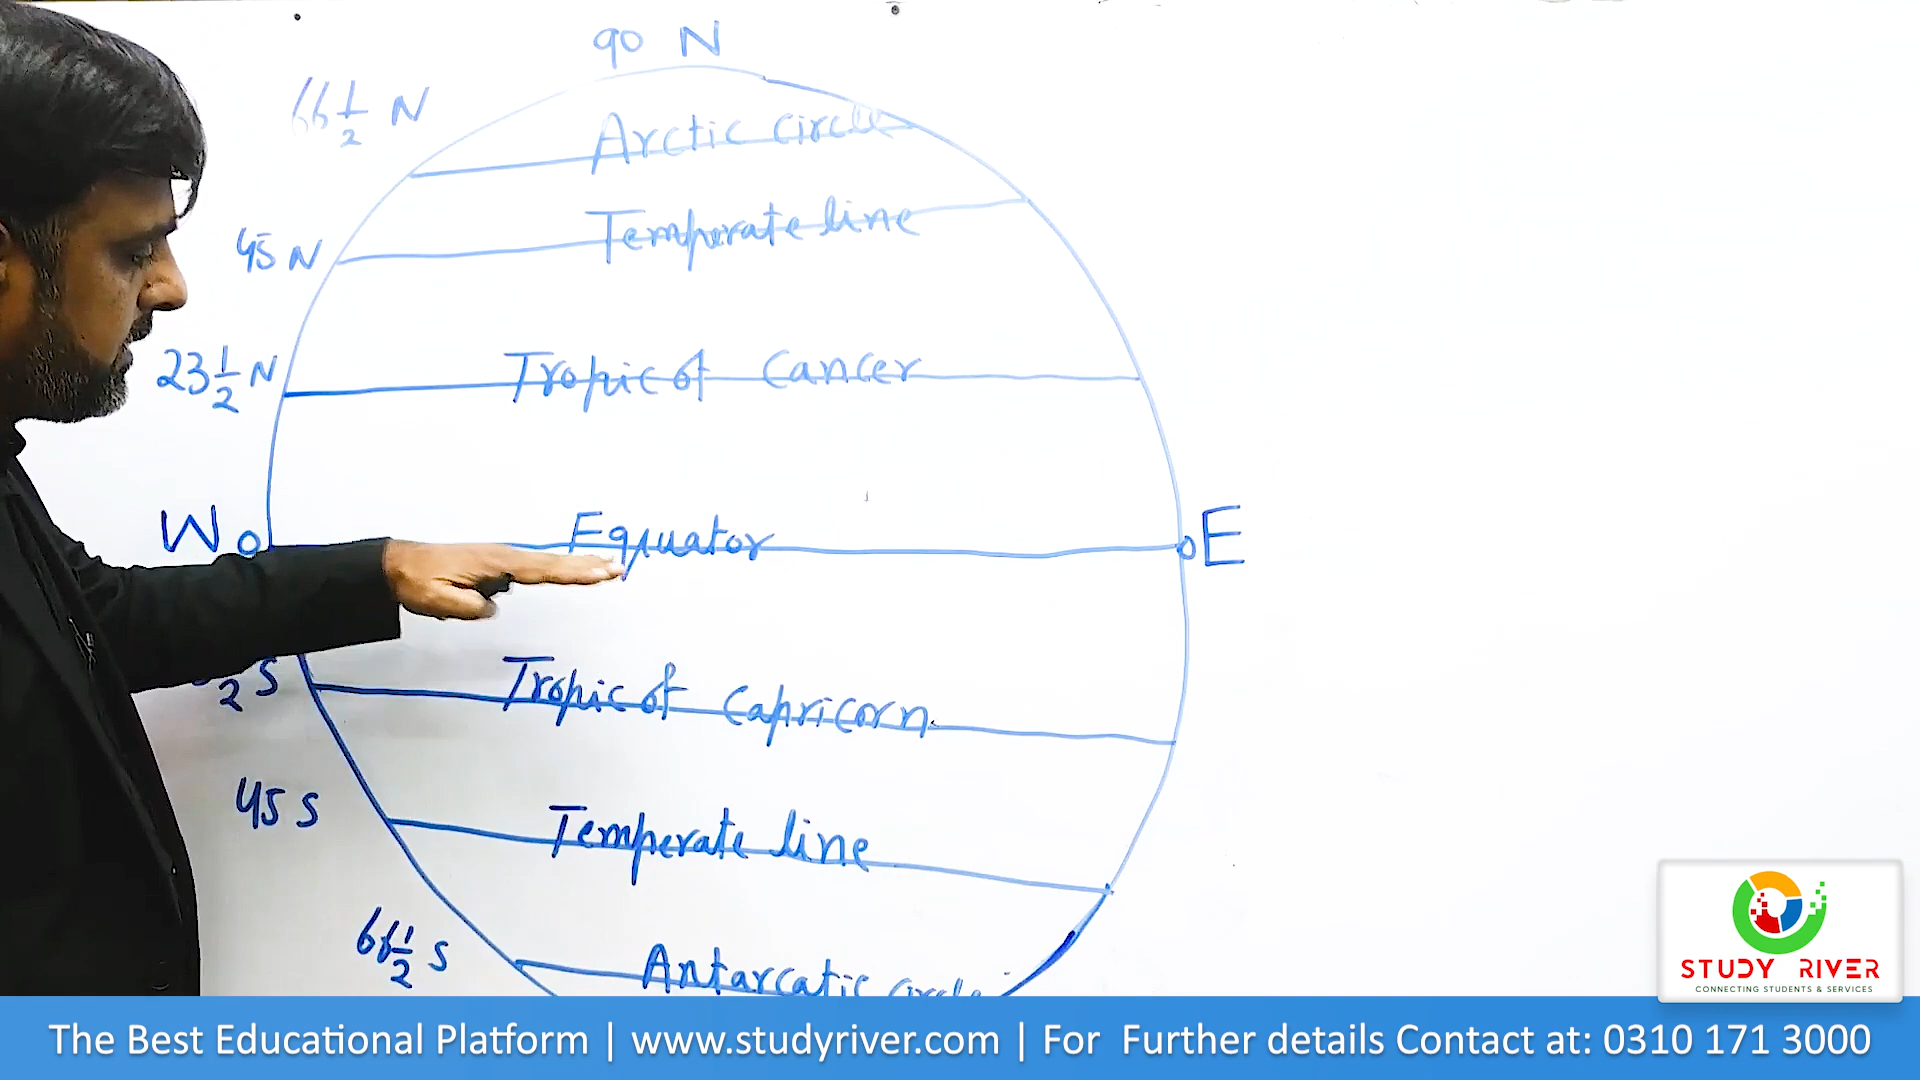 90 N
66 1/2 N
Arctic circle
Temperate line
45 N
23 1/2 N
Tropic of Cancer
W 0
Equator
0 E
2 S
Tropic of Capricorn
45 S
Temperate line
66 1/2 S
Antarcatic circle
STUDY RIVER
CONNECTING STUDENTS & SERVICES
The Best Educational Platform | www.studyriver.com | For Further details Contact at: 0310 171 3000